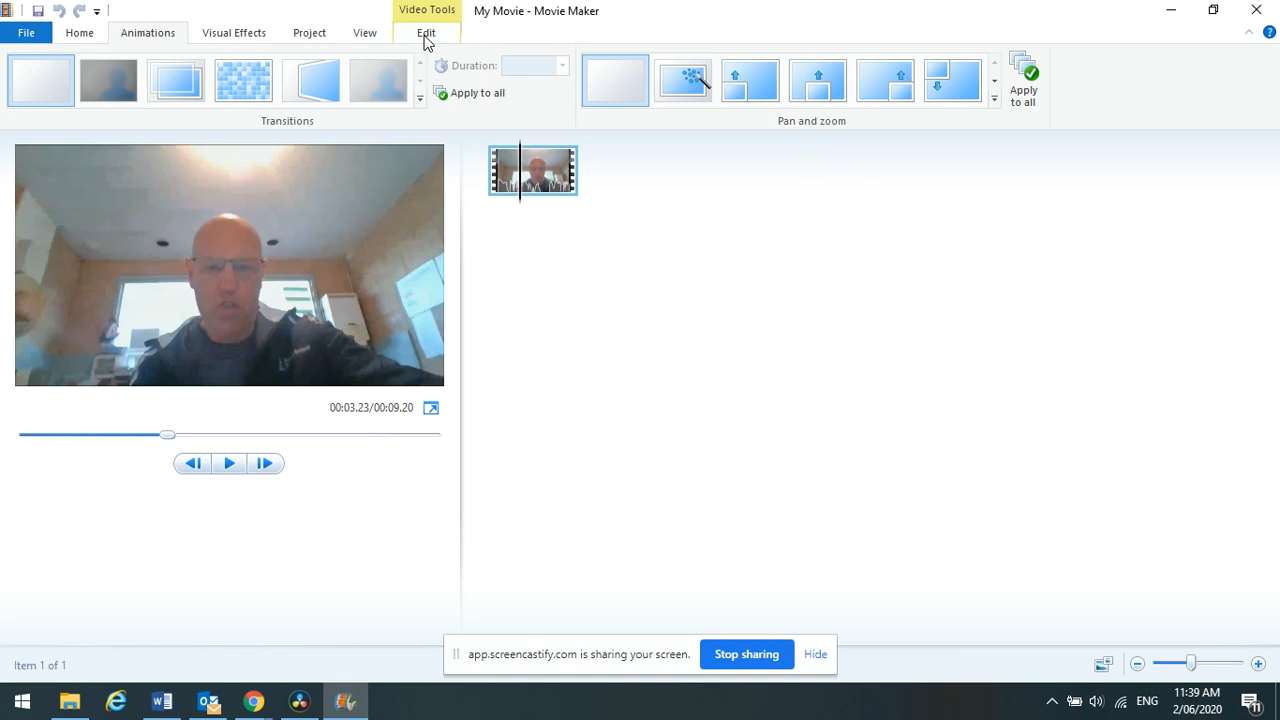 Video Tools
My Movie - Movie Maker
File Home Animations Visual Effects Project View Edit
Duration:
Apply to all
Apply to all
Transitions
Pan and zoom
00:03.23/00:09.20
app.screencastify.com is sharing your screen. Stop sharing Hide
Item 1 of 1
ENG
11:39 AM
2/06/2020
11